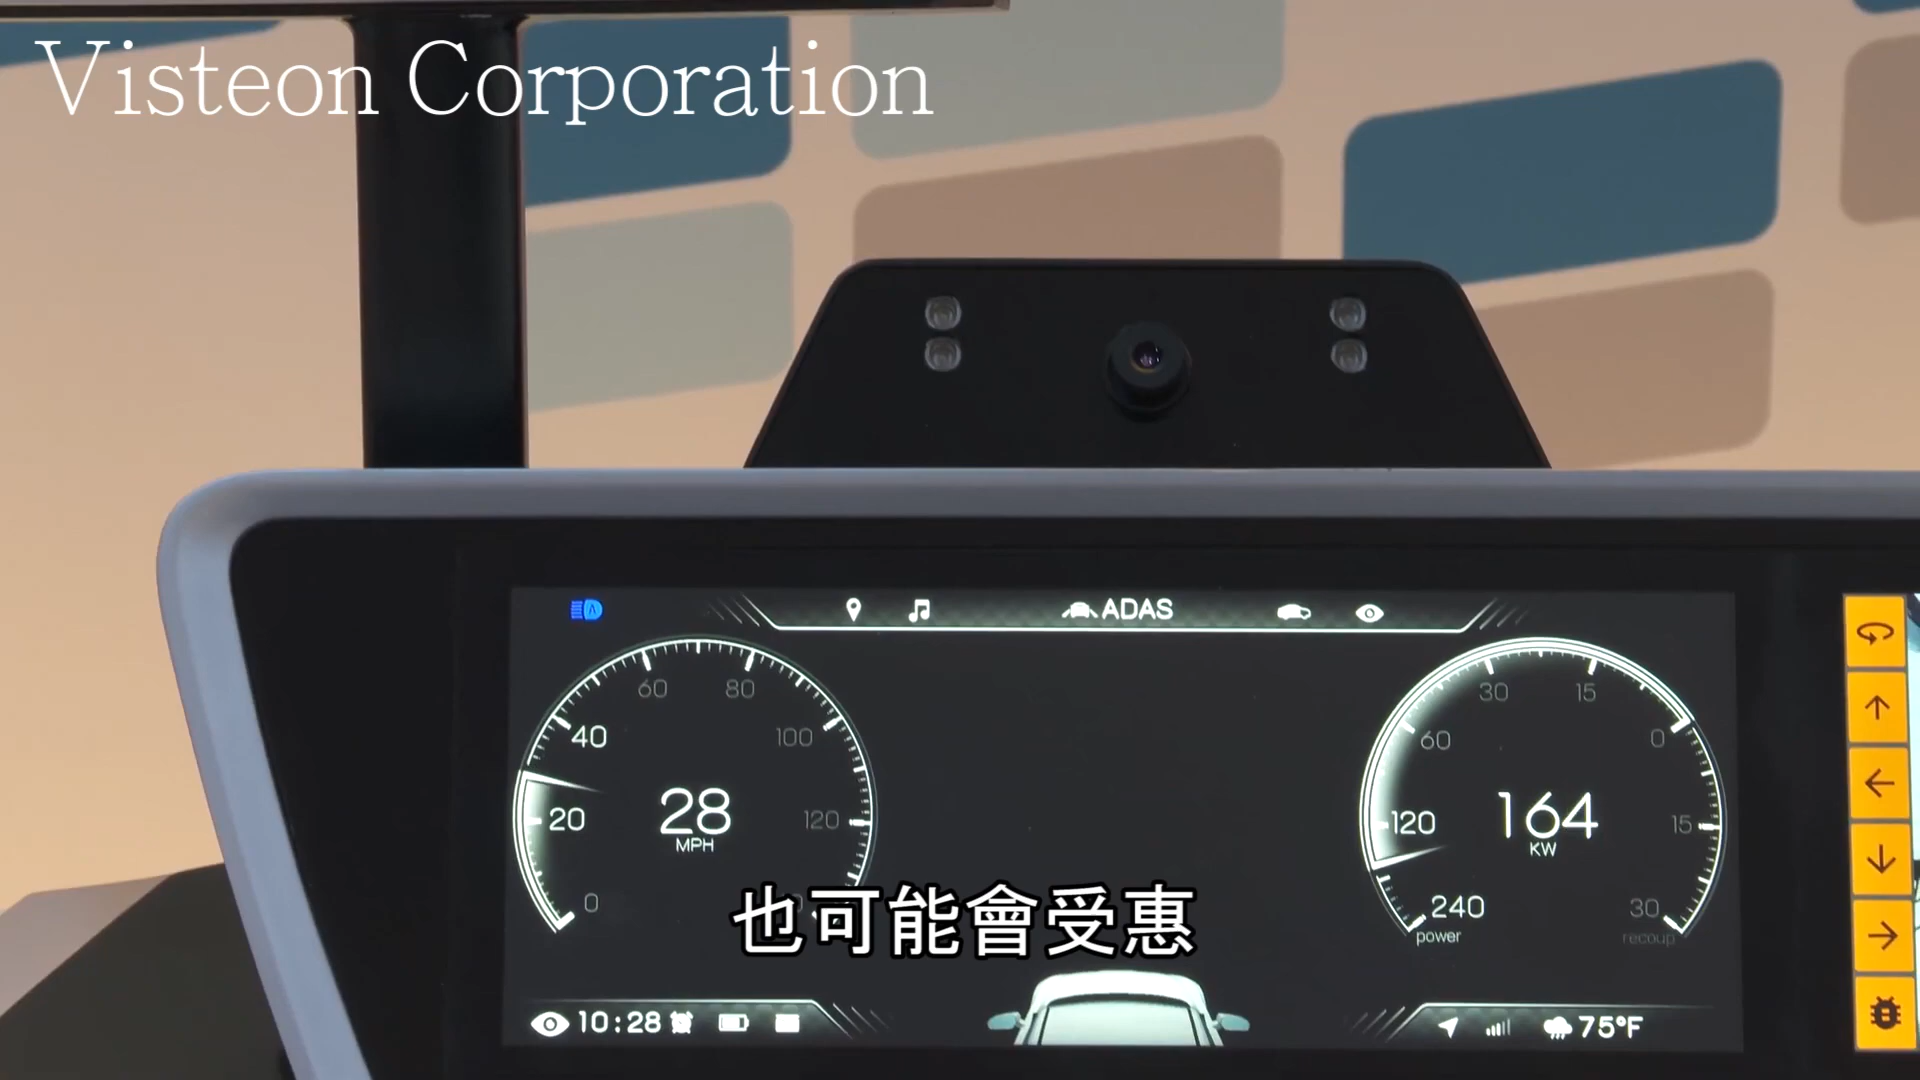 Visteon Corporation
ADAS
60 80
40 100
20 120
0
28
MPH
30 15
60 0
120 15
240 30
power recoup
164
KW
也可能會受惠
10:28
75°F